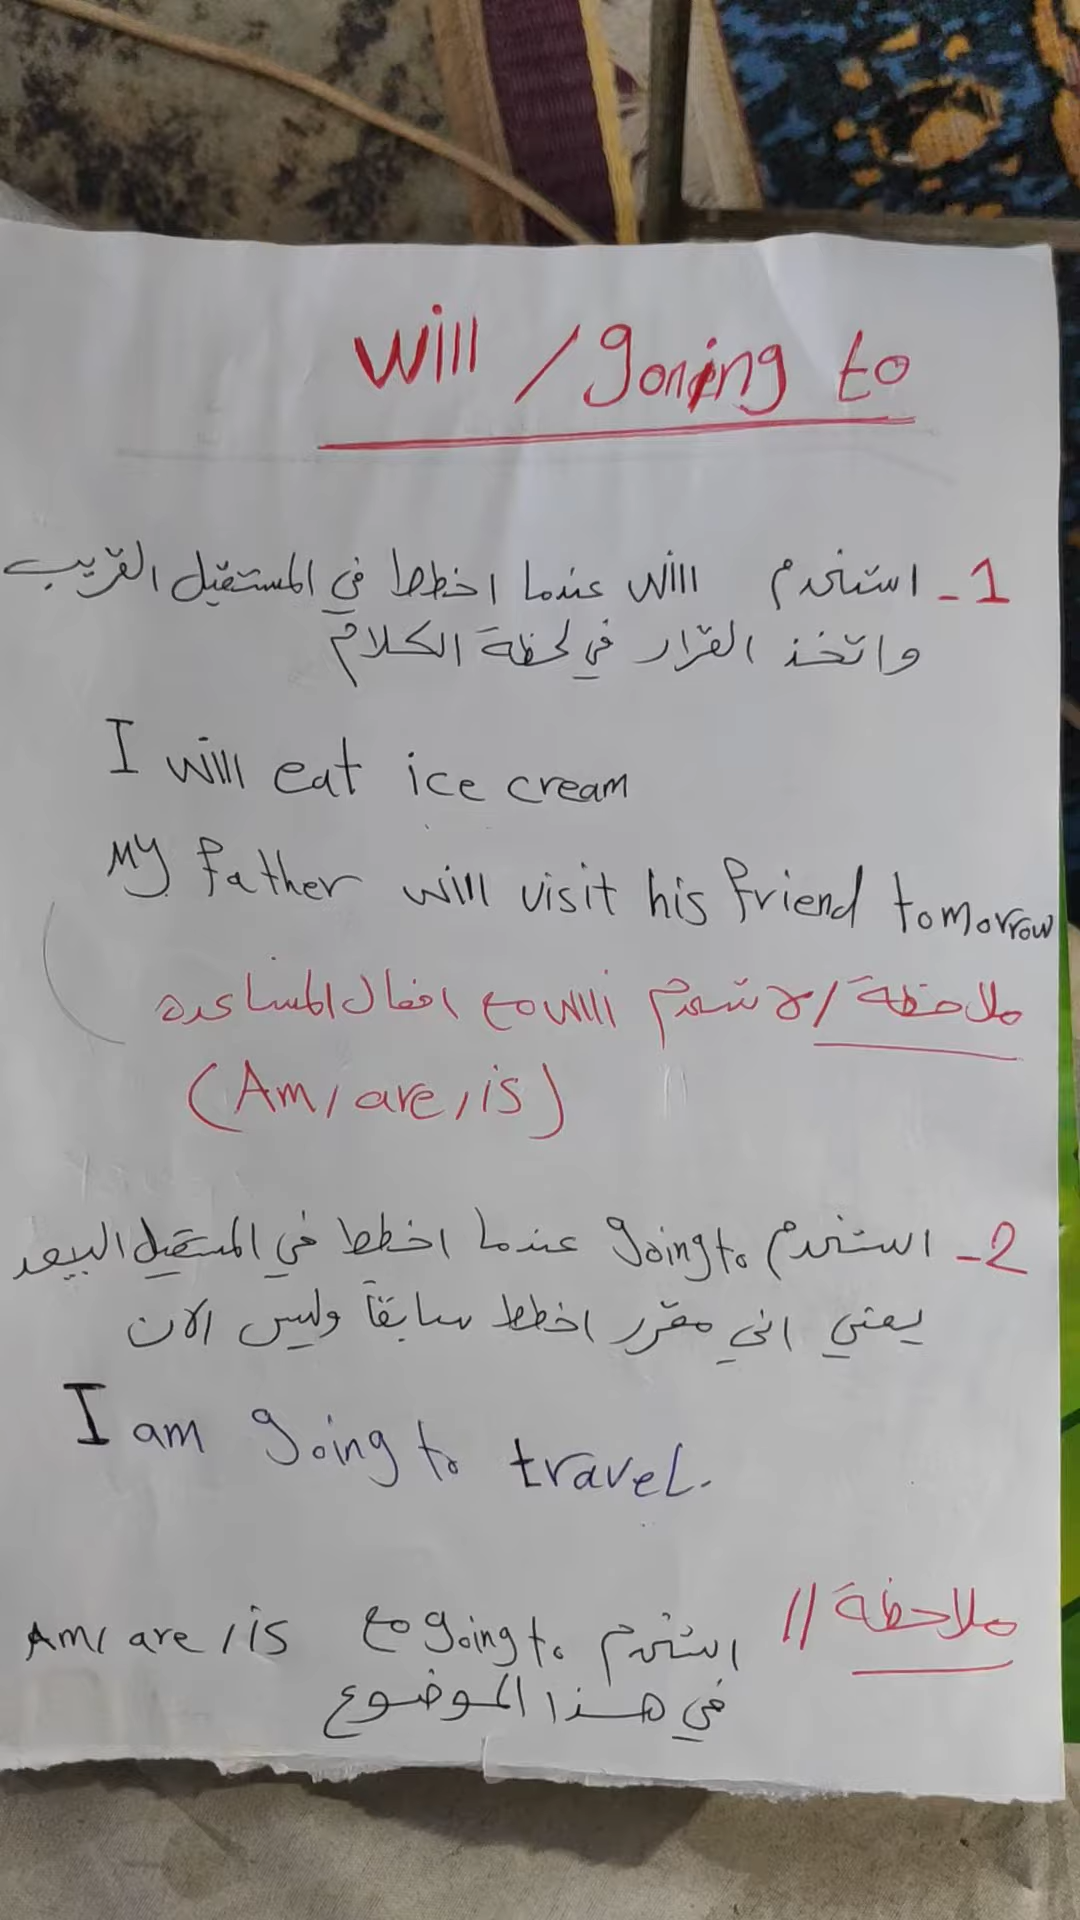 will / going to
1- استخدم will عندما اخطط في المستقبل القريب
واتخذ القرار في لحظة الكلام
I will eat ice cream
My father will visit his friend tomorrow
ملاحظة / لا نستخدم will مع افعال المساعده
(Am / are / is)
2- استخدم going to عندما اخطط في المستقبل البعيد
يعني اني مقرر اخطط سابقاً وليس الان
I am going to travel.
ملاحظة // استخدم going to مع Am / are / is
في هذا الموضوع